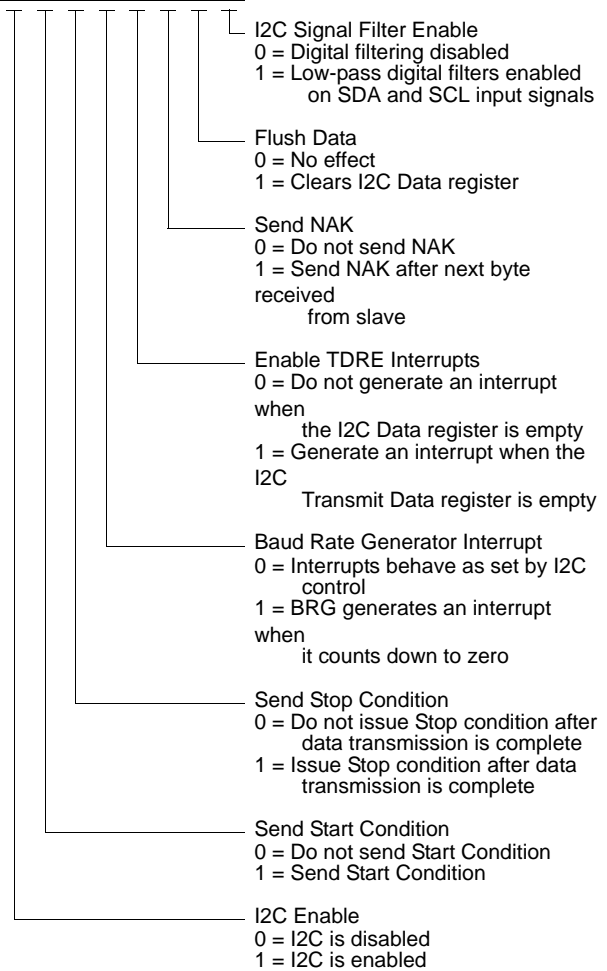 I2C Signal Filter Enable
0 = Digital filtering disabled
1 = Low-pass digital filters enabled
on SDA and SCL input signals
Flush Data
0 = No effect
1 = Clears I2C Data register
Send NAK
0 = Do not send NAK
1 = Send NAK after next byte
received
from slave
Enable TDRE Interrupts
0 = Do not generate an interrupt
when
the I2C Data register is empty
1 = Generate an interrupt when the
I2C
Transmit Data register is empty
Baud Rate Generator Interrupt
0 = Interrupts behave as set by I2C
control
1 = BRG generates an interrupt
when
it counts down to zero
Send Stop Condition
0 = Do not issue Stop condition after
data transmission is complete
1 = Issue Stop condition after data
transmission is complete
Send Start Condition
0 = Do not send Start Condition
1 = Send Start Condition
I2C Enable
0 = I2C is disabled
1 = I2C is enabled